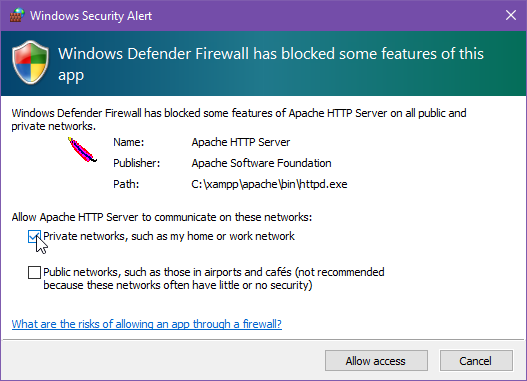 Windows Security Alert
Windows Defender Firewall has blocked some features of this
app
Windows Defender Firewall has blocked some features of Apache HTTP Server on all public and
private networks.
Name: Apache HTTP Server
Publisher: Apache Software Foundation
Path: C:\xampp\apache\bin\httpd.exe
Allow Apache HTTP Server to communicate on these networks:
Private networks, such as my home or work network
Public networks, such as those in airports and cafés (not recommended
because these networks often have little or no security)
What are the risks of allowing an app through a firewall?
Allow access
Cancel